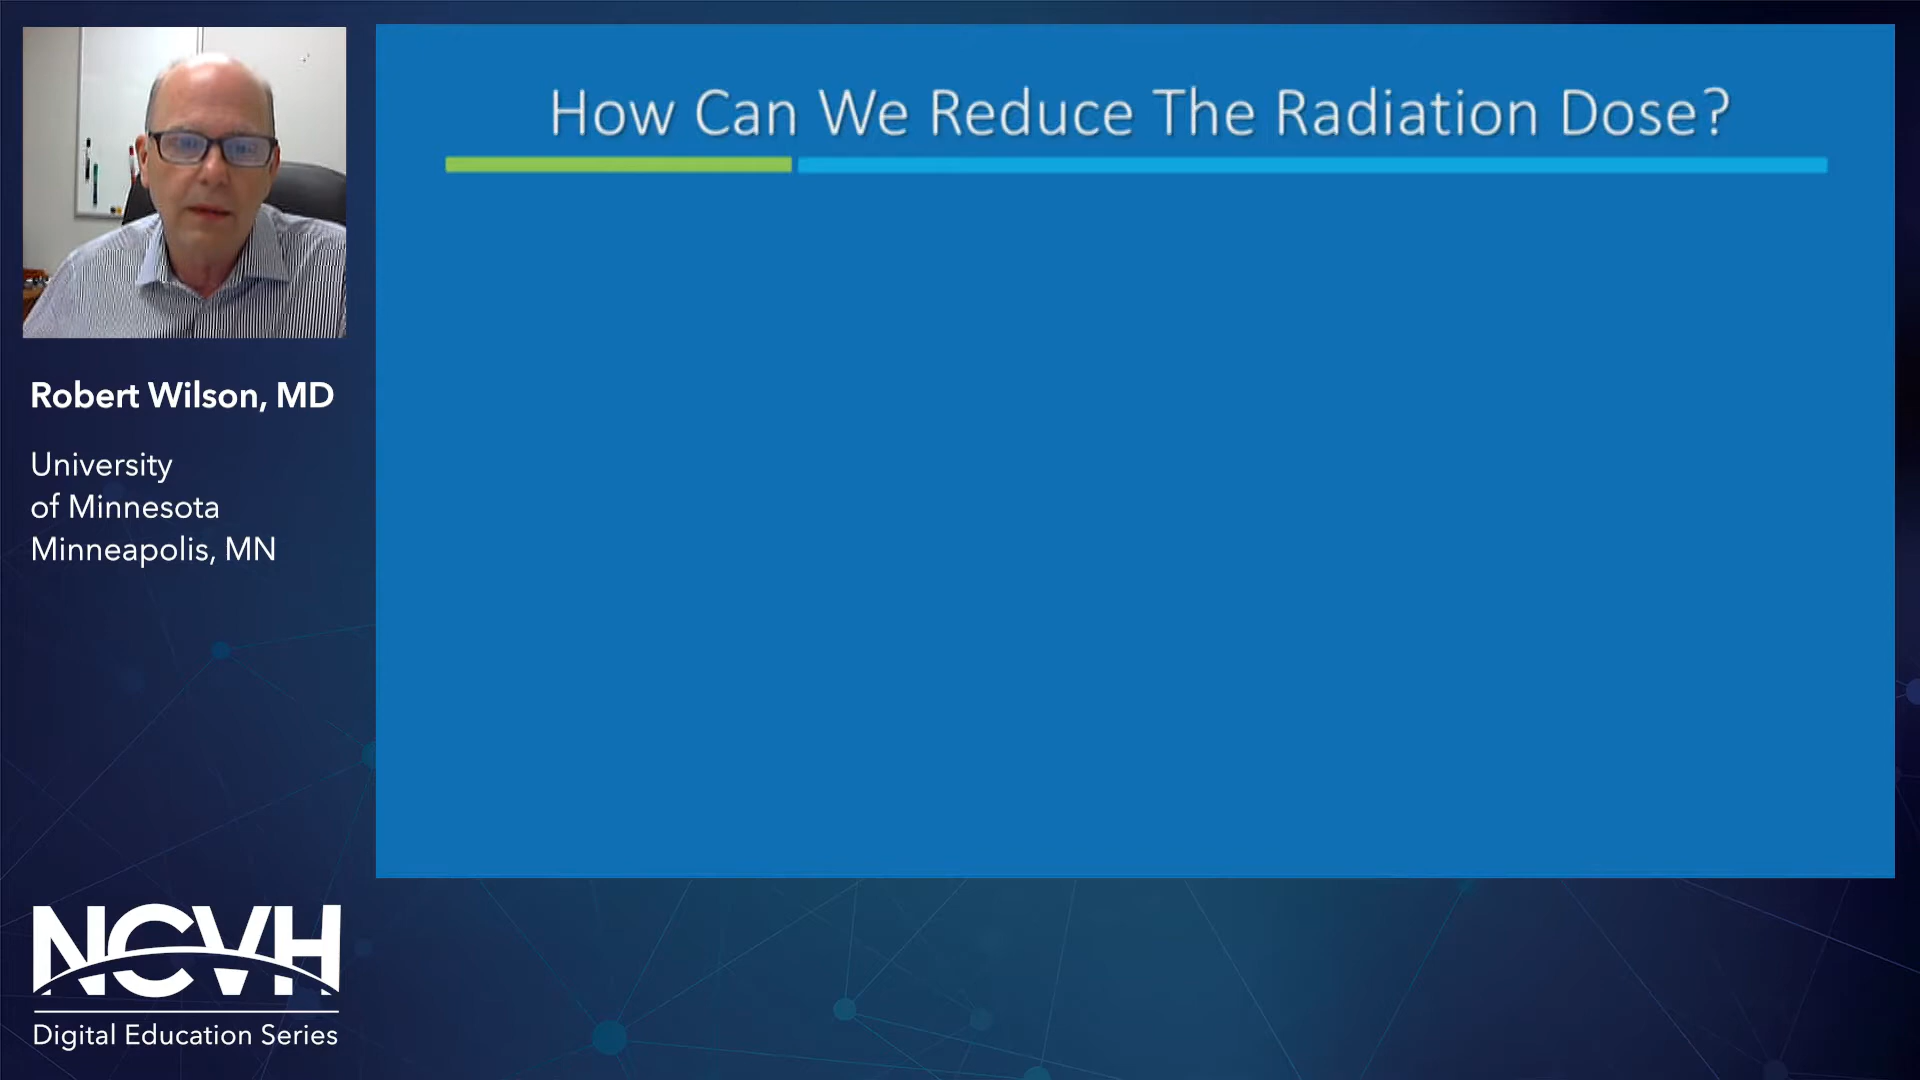 How Can We Reduce The Radiation Dose?
Robert Wilson, MD
University
of Minnesota
Minneapolis, MN
NCVH
Digital Education Series